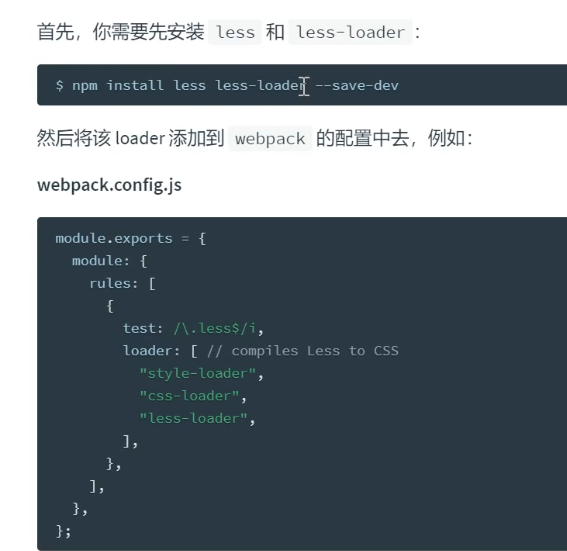 首先，你需要先安装 less 和 less-loader：
$ npm install less less-loader --save-dev
然后将该 loader 添加到 webpack 的配置中去，例如：
webpack.config.js
module.exports = {
  module: {
    rules: [
      {
        test: /\.less$/i,
        loader: [ // compiles Less to CSS
          "style-loader",
          "css-loader",
          "less-loader",
        ],
      },
    ],
  },
};